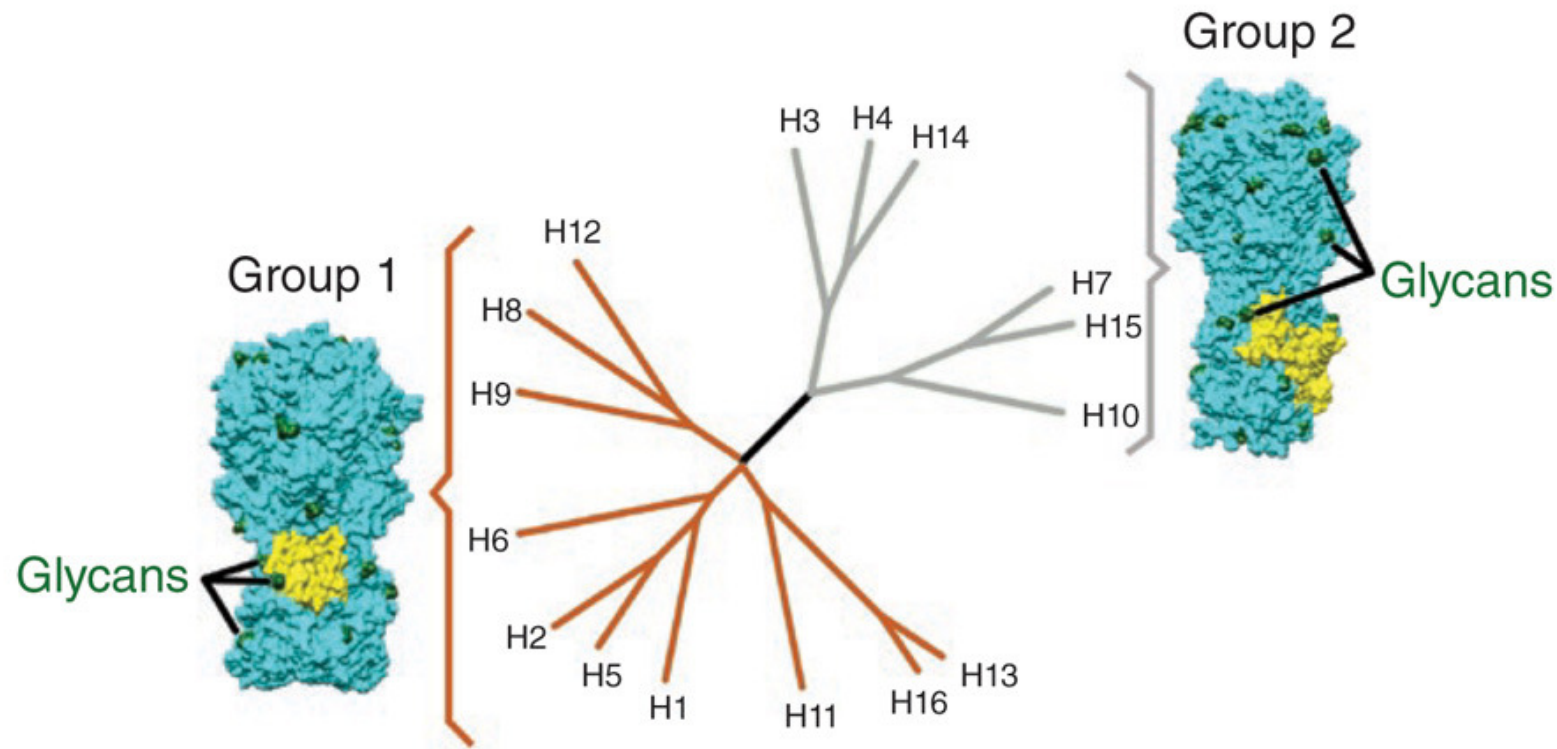 Group 2
H3
H4
H14
H12
Group 1
H8
H7
Glycans
H15
H9
H10
H6
Glycans
H2
H5
H1
H11
H16
H13